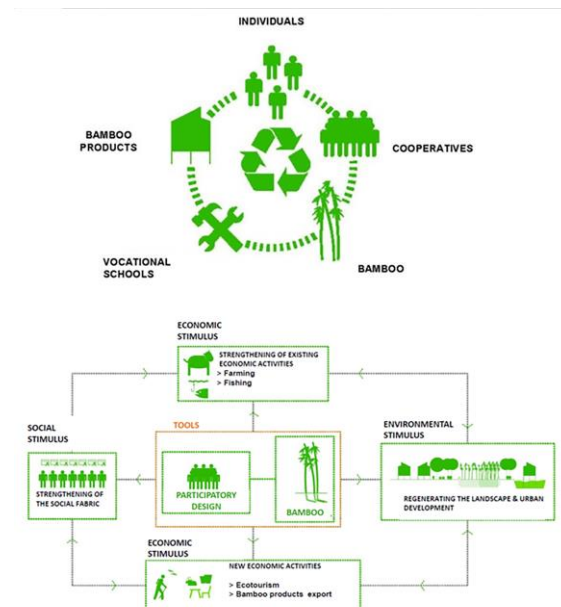 INDIVIDUALS
BAMBOO
PRODUCTS
COOPERATIVES
VOCATIONAL
SCHOOLS
BAMBOO
ECONOMIC
STIMULUS
STRENGTHENING OF EXISTING
ECONOMIC ACTIVITIES
> Farming
> Fishing
SOCIAL
STIMULUS
TOOLS
ENVIRONMENTAL
STIMULUS
STRENGTHENING OF
THE SOCIAL FABRIC
PARTICIPATORY
DESIGN
BAMBOO
REGENERATING THE LANDSCAPE & URBAN
DEVELOPMENT
ECONOMIC
STIMULUS
NEW ECONOMIC ACTIVITIES
> Ecotourism
> Bamboo products export